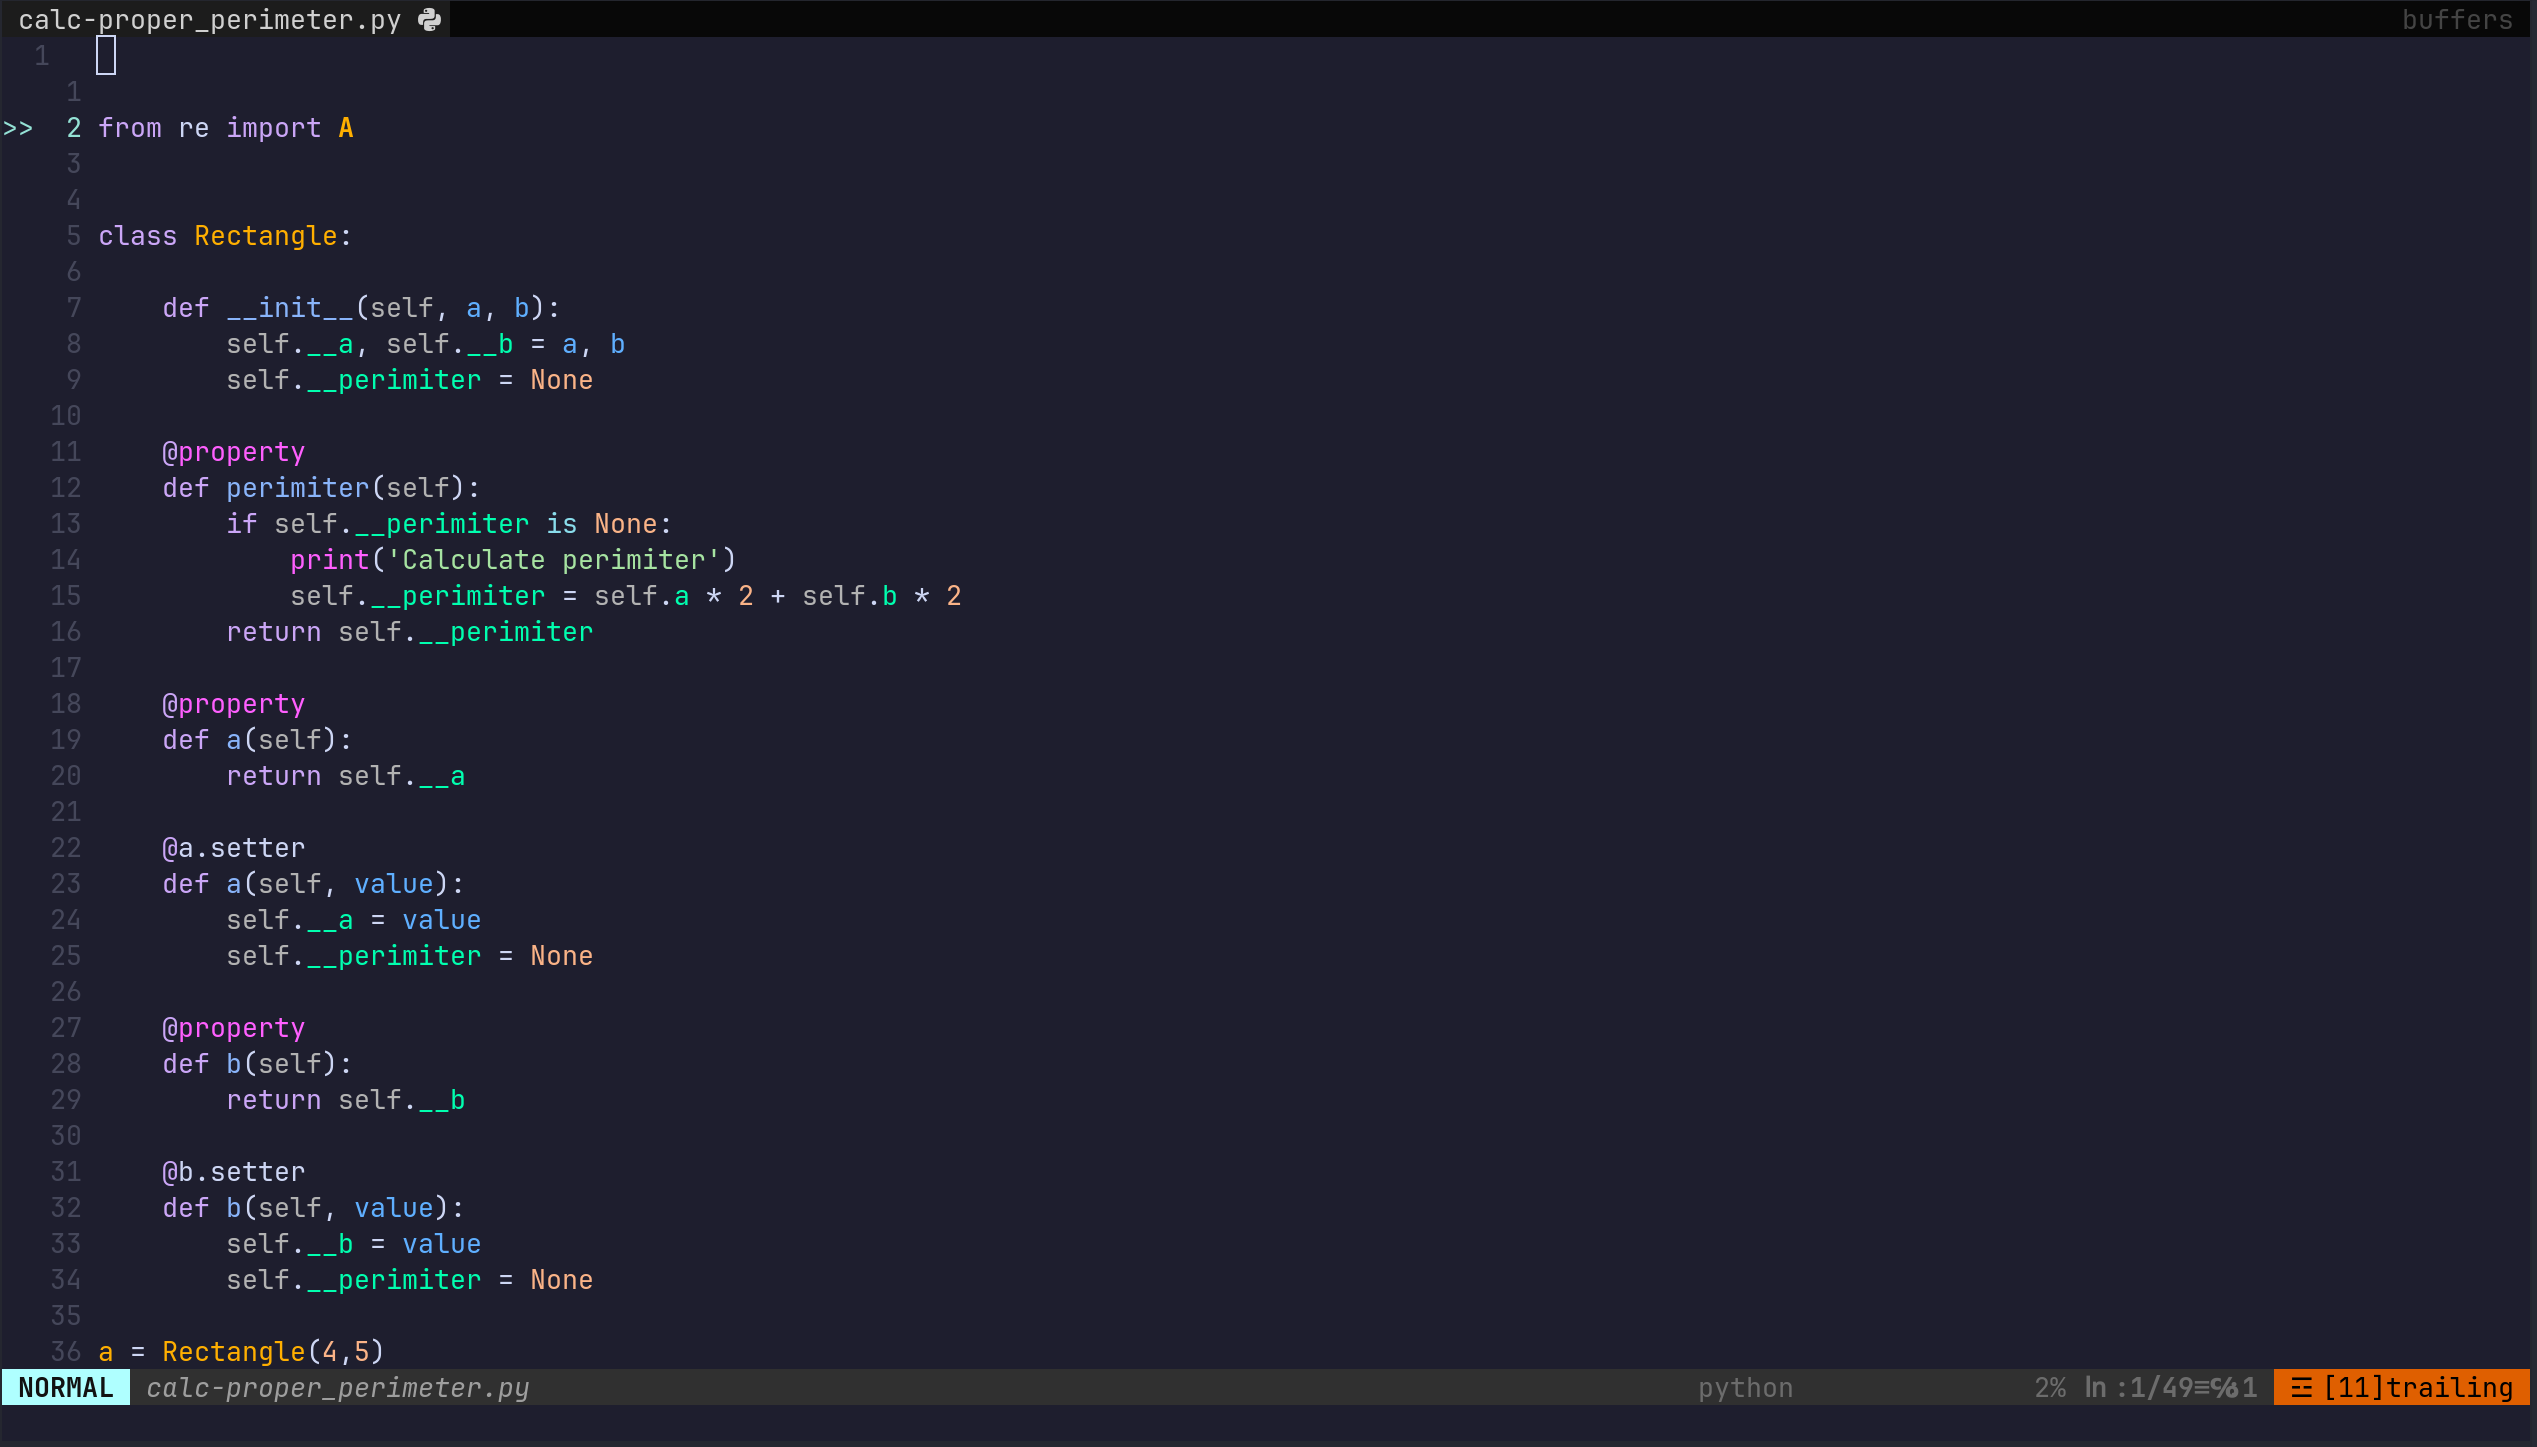 calc-proper_perimeter.py buffers
1
1
>> 2 from re import A
3
4
5 class Rectangle:
6
7 def __init__(self, a, b):
8 self.__a, self.__b = a, b
9 self.__perimiter = None
10
11 @property
12 def perimiter(self):
13 if self.__perimiter is None:
14 print('Calculate perimiter')
15 self.__perimiter = self.a * 2 + self.b * 2
16 return self.__perimiter
17
18 @property
19 def a(self):
20 return self.__a
21
22 @a.setter
23 def a(self, value):
24 self.__a = value
25 self.__perimiter = None
26
27 @property
28 def b(self):
29 return self.__b
30
31 @b.setter
32 def b(self, value):
33 self.__b = value
34 self.__perimiter = None
35
36 a = Rectangle(4,5)
NORMAL calc-proper_perimeter.py python 2% ln :1/49≡℅1 ☲ [11]trailing